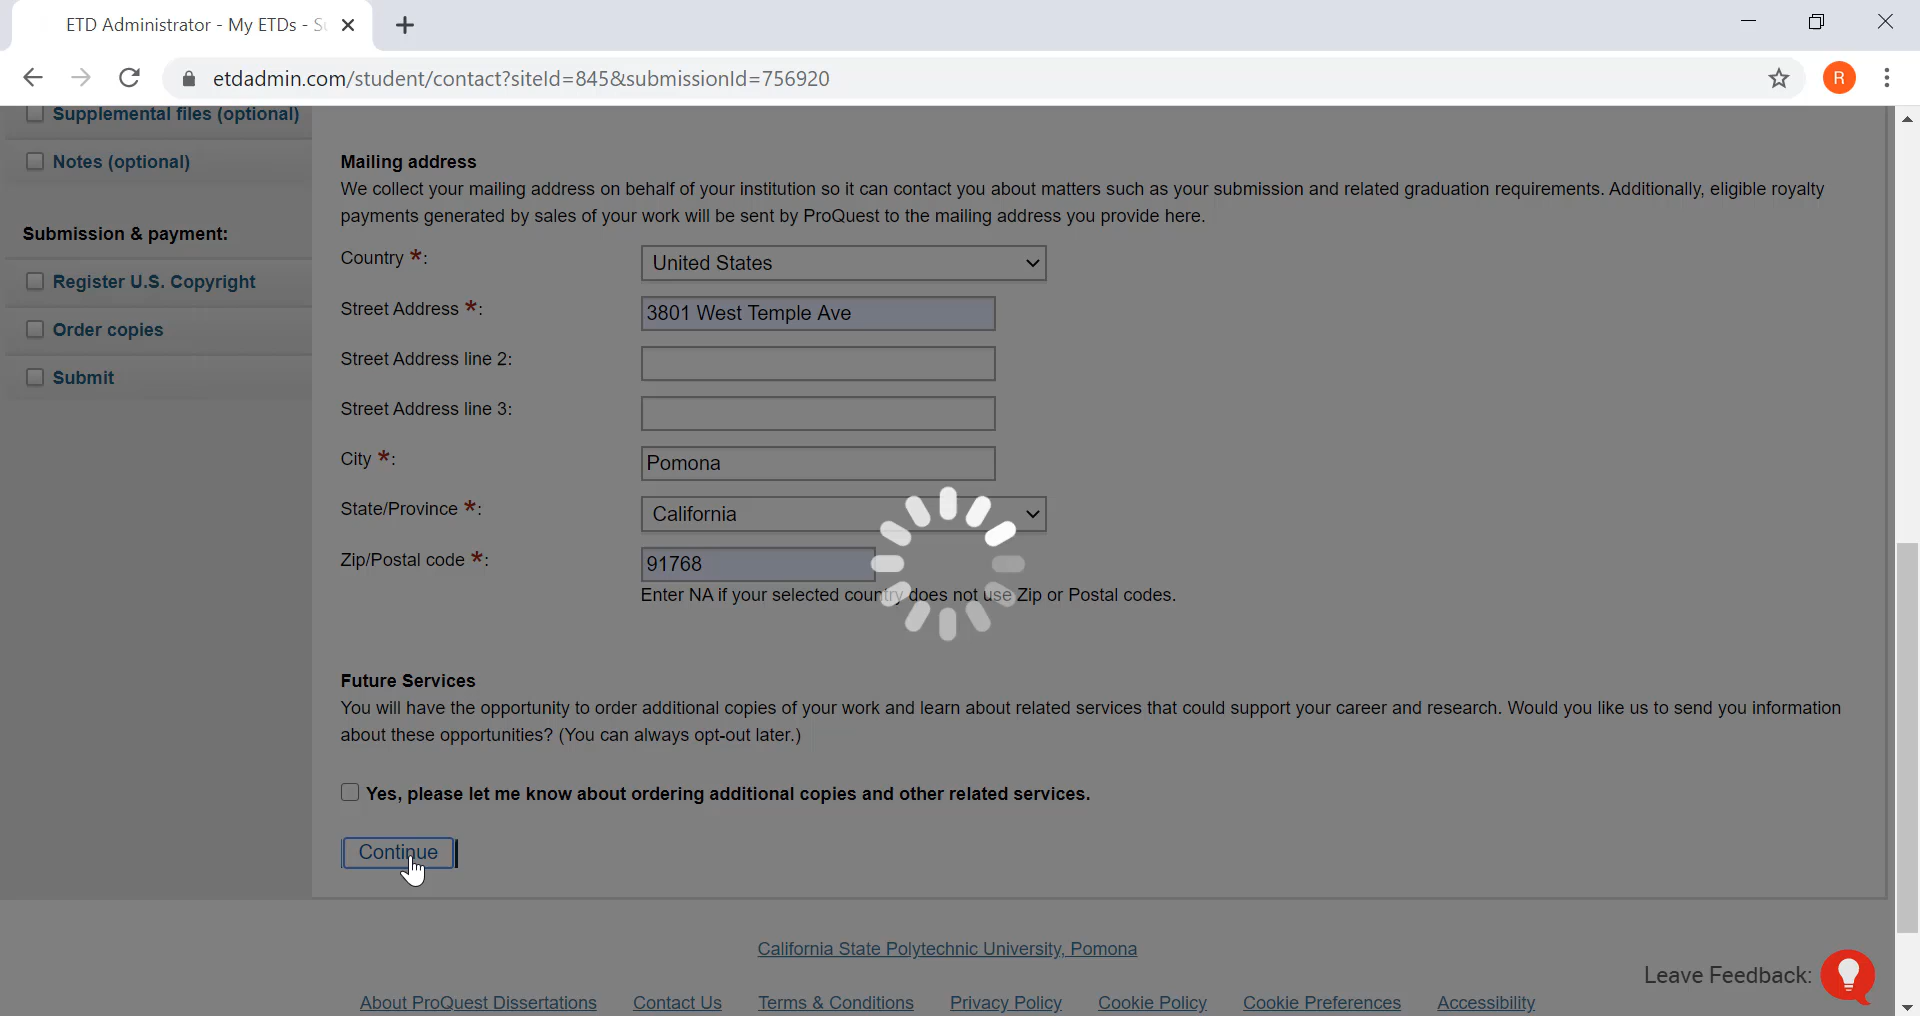 ETD Administrator - My ETDs - Su
etdadmin.com/student/contact?siteId=845&submissionId=756920
R
Supplemental files (optional)
Notes (optional)
Submission & payment:
Register U.S. Copyright
Order copies
Submit
Mailing address
We collect your mailing address on behalf of your institution so it can contact you about matters such as your submission and related graduation requirements. Additionally, eligible royalty
payments generated by sales of your work will be sent by ProQuest to the mailing address you provide here.
Country *: United States
Street Address *: 3801 West Temple Ave
Street Address line 2:
Street Address line 3:
City *: Pomona
State/Province *: California
Zip/Postal code *: 91768
Enter NA if your selected country does not use Zip or Postal codes.
Future Services
You will have the opportunity to order additional copies of your work and learn about related services that could support your career and research. Would you like us to send you information
about these opportunities? (You can always opt-out later.)
Yes, please let me know about ordering additional copies and other related services.
Continue
California State Polytechnic University, Pomona
Leave Feedback:
About ProQuest Dissertations Contact Us Terms & Conditions Privacy Policy Cookie Policy Cookie Preferences Accessibility